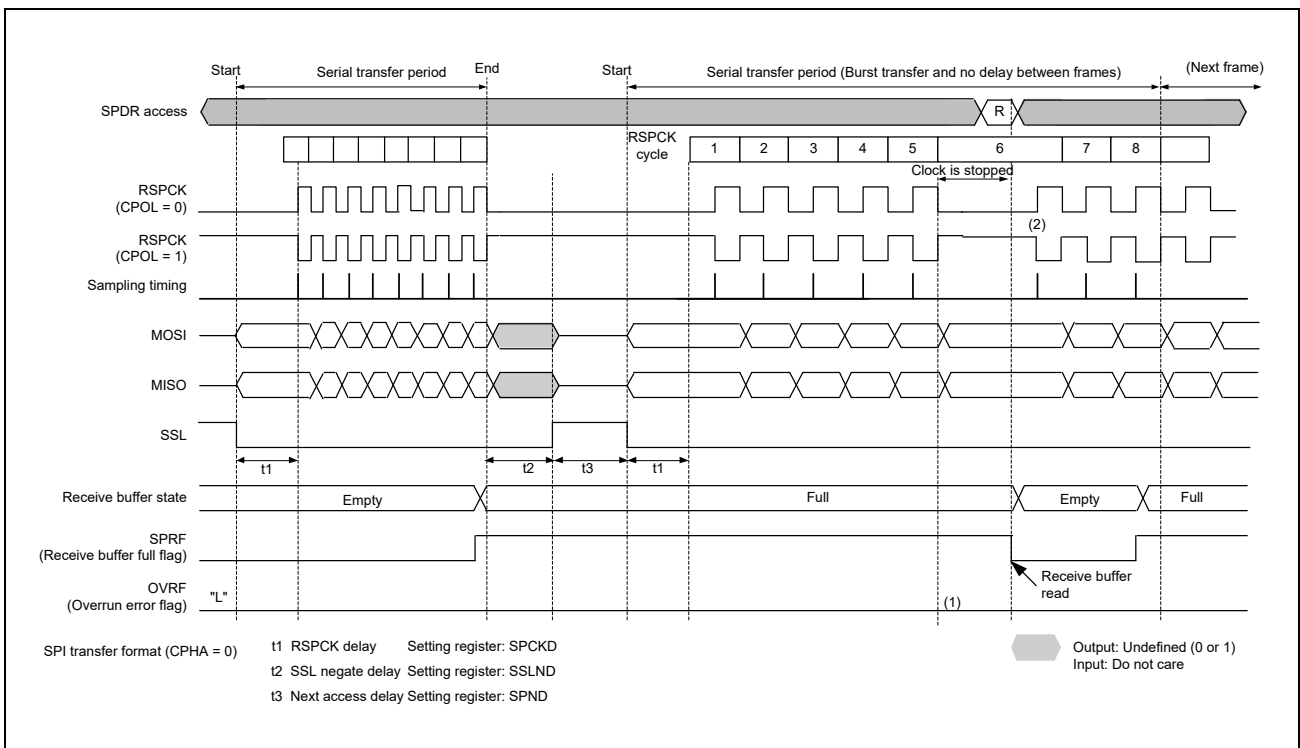 Start
Serial transfer period
End
Start
Serial transfer period (Burst transfer and no delay between frames)
(Next frame)
SPDR access
R
RSPCK
cycle
1 2 3 4 5 6 7 8
Clock is stopped
RSPCK
(CPOL = 0)
(2)
RSPCK
(CPOL = 1)
Sampling timing
MOSI
MISO
SSL
t1 t2 t3 t1
Receive buffer state
Empty Full Empty Full
SPRF
(Receive buffer full flag)
Receive buffer
read
OVRF
(Overrun error flag)
"L"
(1)
SPI transfer format (CPHA = 0)
t1 RSPCK delay Setting register: SPCKD
t2 SSL negate delay Setting register: SSLND
t3 Next access delay Setting register: SPND
Output: Undefined (0 or 1)
Input: Do not care